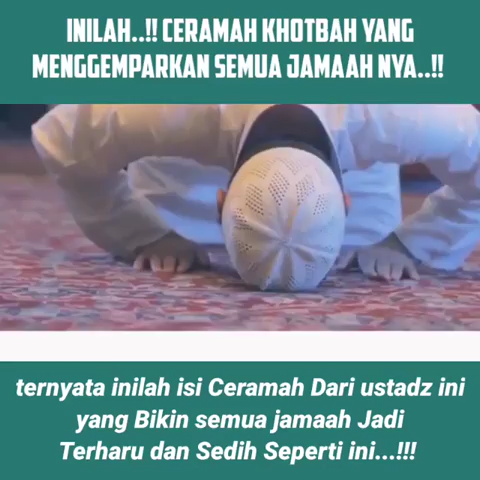 INILAH..!! CERAMAH KHOTBAH YANG
MENGGEMPARKAN SEMUA JAMAAH NYA..!!
ternyata inilah isi Ceramah Dari ustadz ini
yang Bikin semua jamaah Jadi
Terharu dan Sedih Seperti ini...!!!